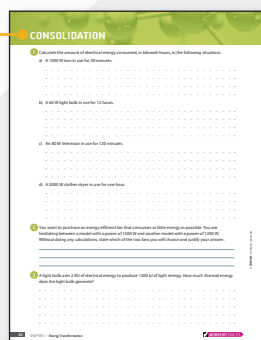 CONSOLIDATION
1 Calculate the amount of electrical energy consumed, in kilowatt-hours, in the following situations.
a) A 1000 W iron in use for 30 minutes.
b) A 60 W light bulb in use for 12 hours.
c) An 80 W television in use for 120 minutes.
d) A 5000 W clothes dryer in use for one hour.
2 You want to purchase an energy-efficient fan that consumes as little energy as possible. You are
hesitating between a model with a power of 1500 W and another model with a power of 1200 W.
Without doing any calculations, state which of the two fans you will choose and justify your answer.
3 A light bulb uses 2 kJ of electrical energy to produce 1200 J of light energy. How much thermal energy
does the light bulb generate?
Energy Transformation